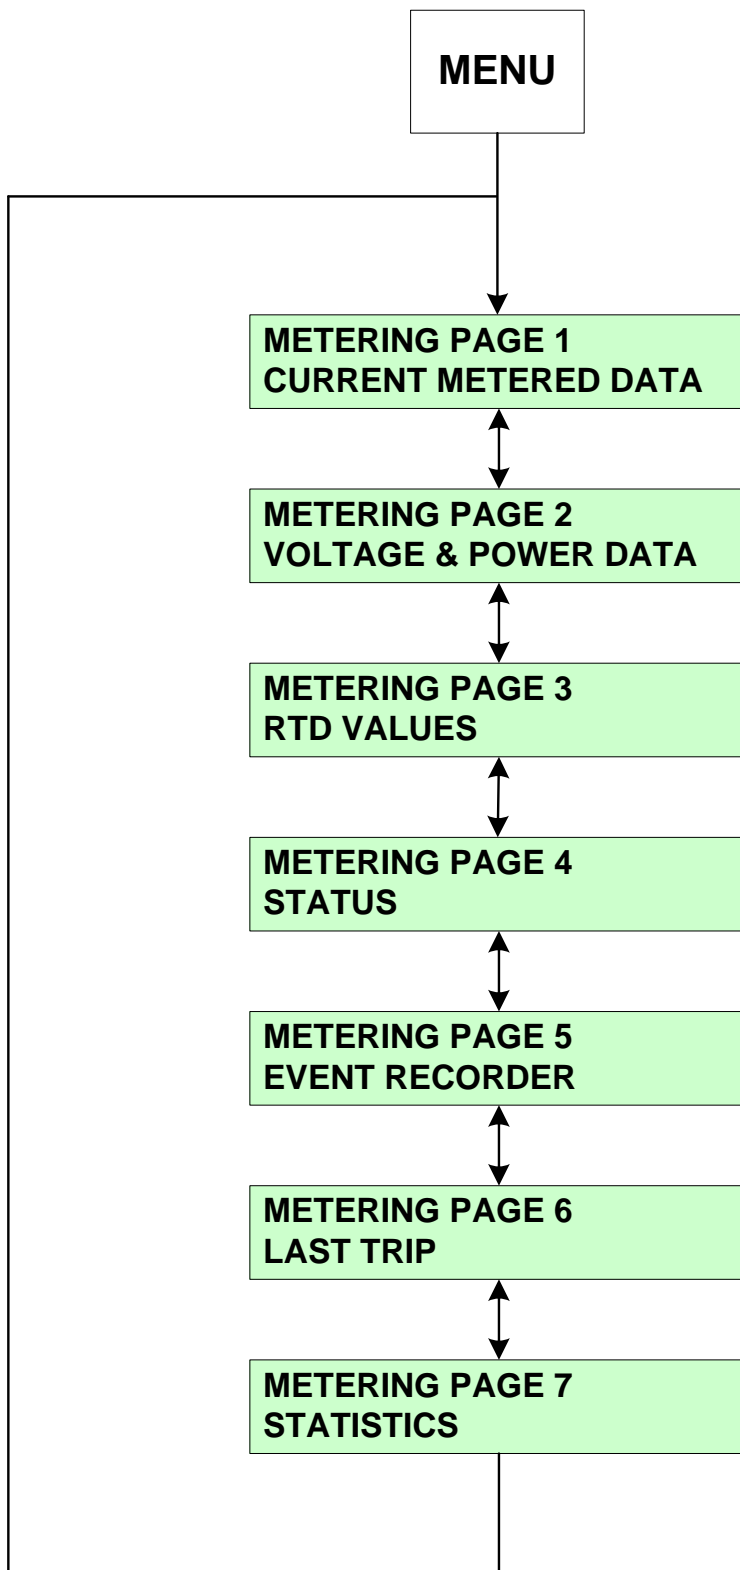 MENU
METERING PAGE 1
CURRENT METERED DATA
METERING PAGE 2
VOLTAGE & POWER DATA
METERING PAGE 3
RTD VALUES
METERING PAGE 4
STATUS
METERING PAGE 5
EVENT RECORDER
METERING PAGE 6
LAST TRIP
METERING PAGE 7
STATISTICS